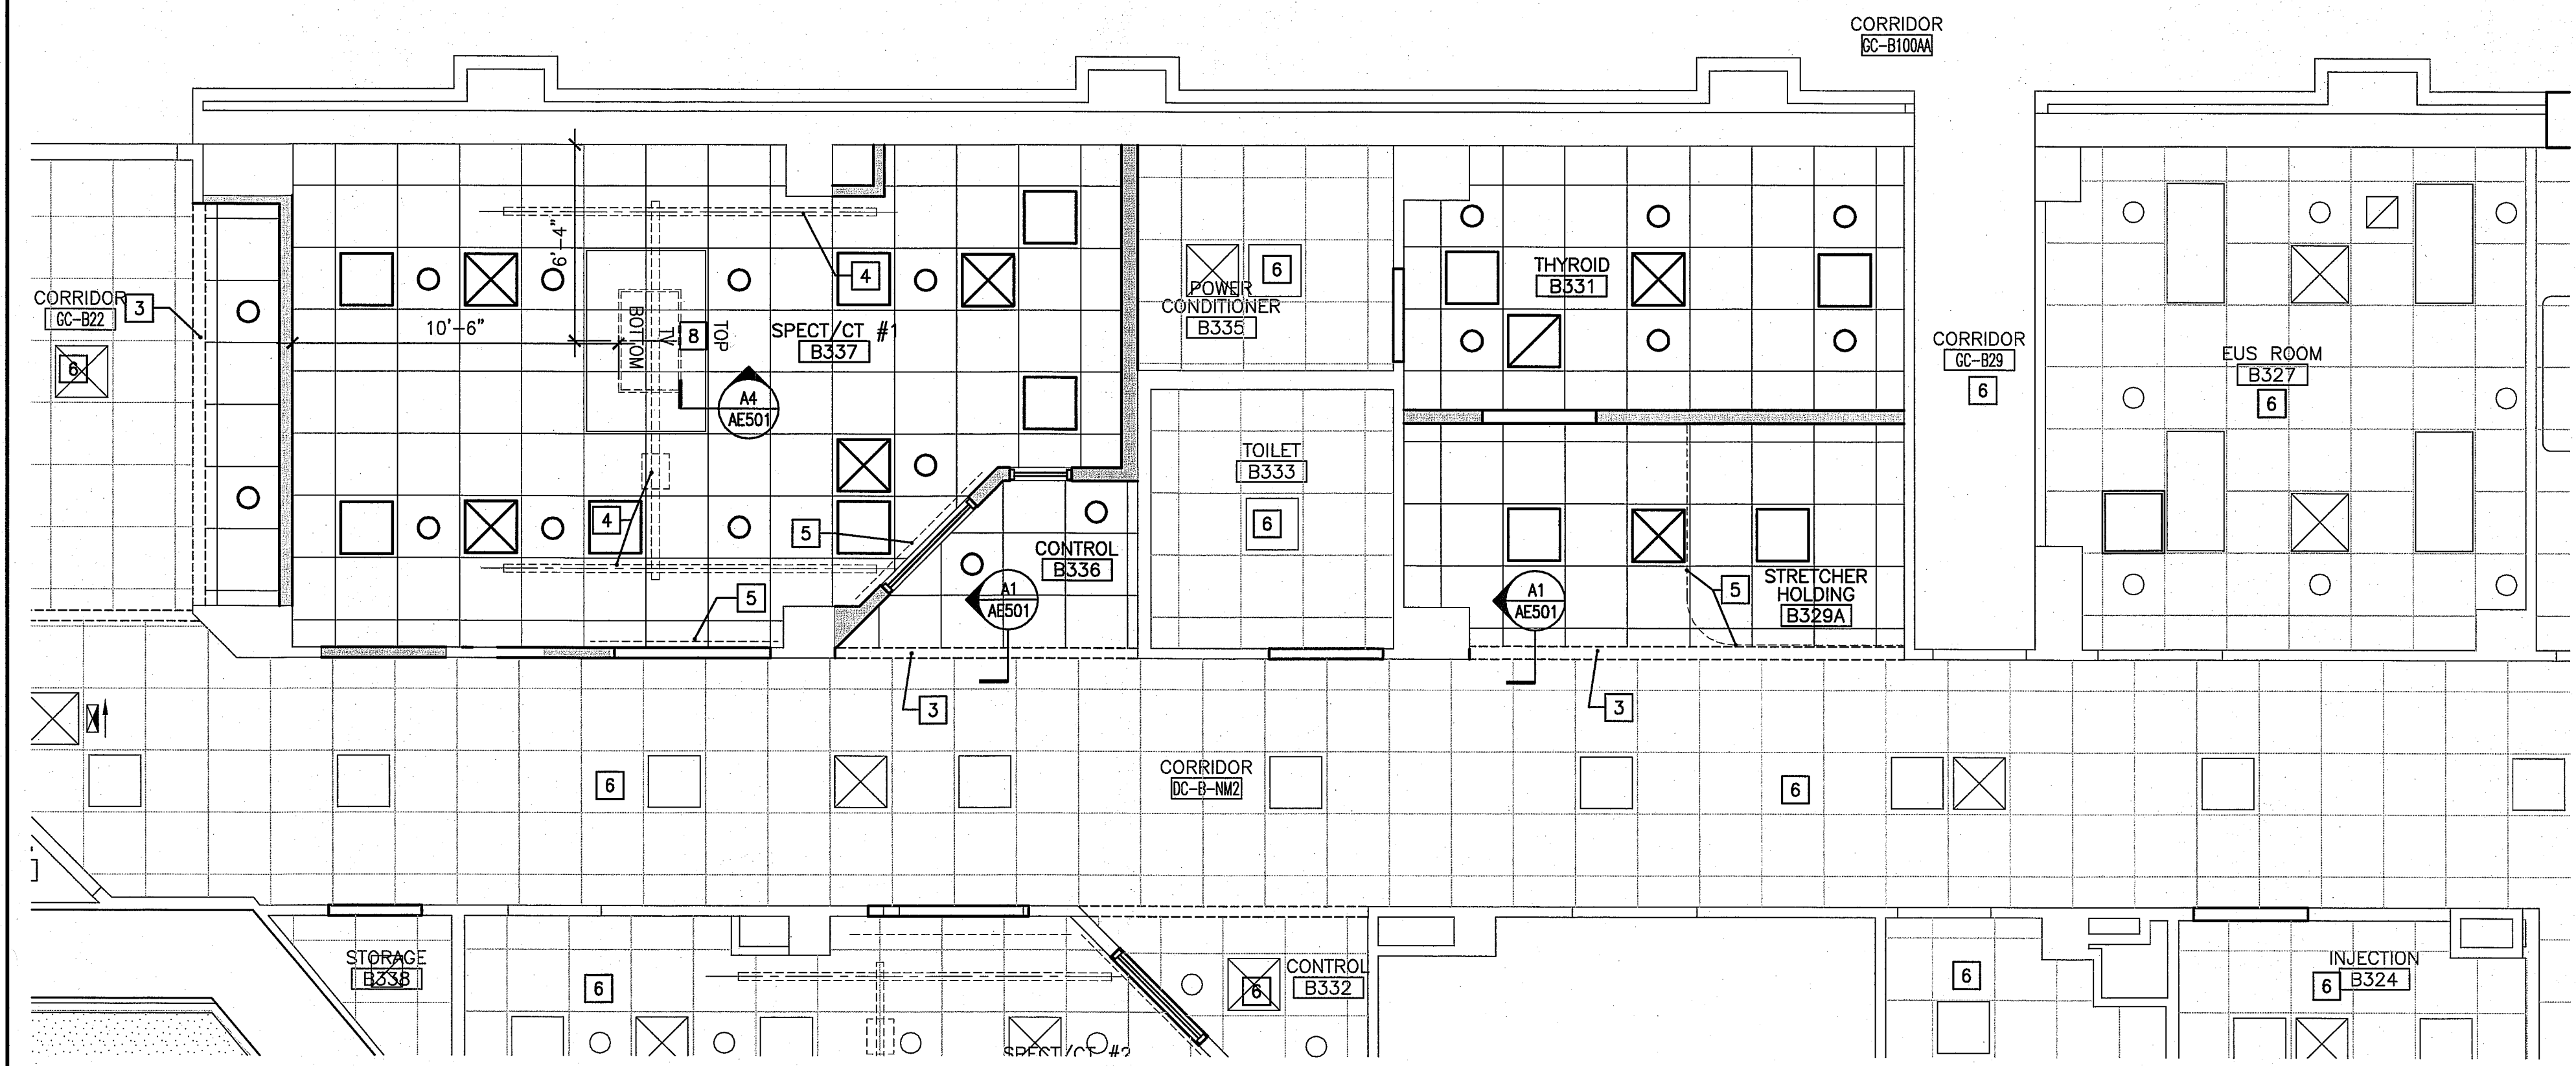 CORRIDOR
GC-B100AA
CORRIDOR
GC-B22
3
6
6'-4"
10'-6"
BOTTOM
TV
8
TOP
4
SPECT/CT #1
B337
A4
AE501
4
5
5
CONTROL
B336
A1
AE501
3
6
POWER
CONDITIONER
B335
TOILET
B333
6
THYROID
B331
A1
AE501
5
STRETCHER
HOLDING
B329A
3
CORRIDOR
GC-B29
6
EUS ROOM
B327
6
6
CORRIDOR
DC-B-NM2
6
STORAGE
B338
6
SPECT/CT #2
6
CONTROL
B332
6
INJECTION
6
B324